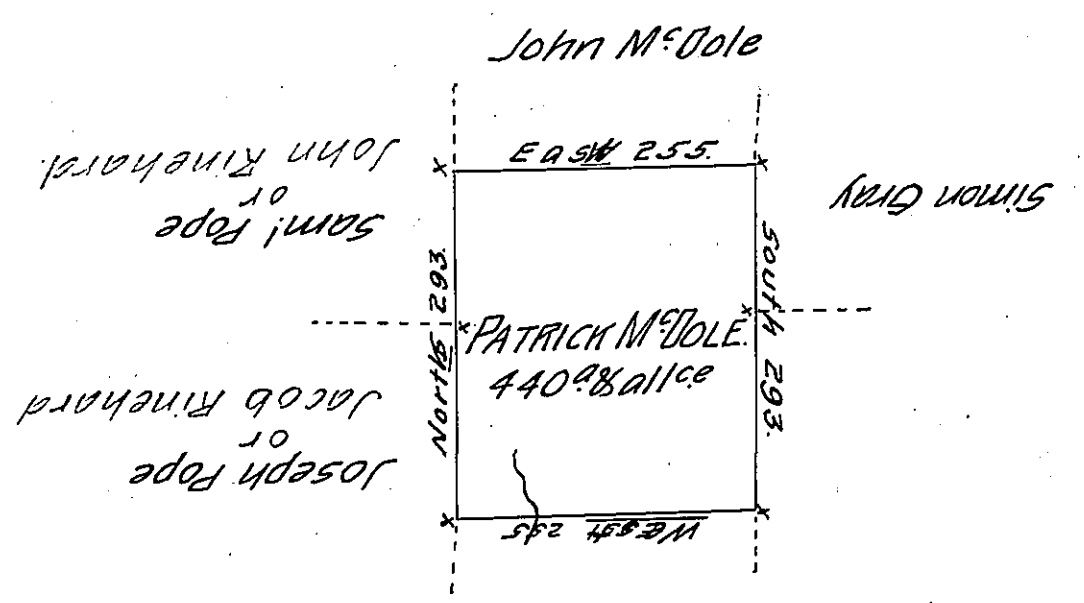 John McDole
East 255.
Saml Pope
or
John Rinehard.
Simon Gray
North 293.
South 293.
PATRICK McDOLE.
440 a & allce
Joseph Pope
or
Jacob Rinehard
West 255